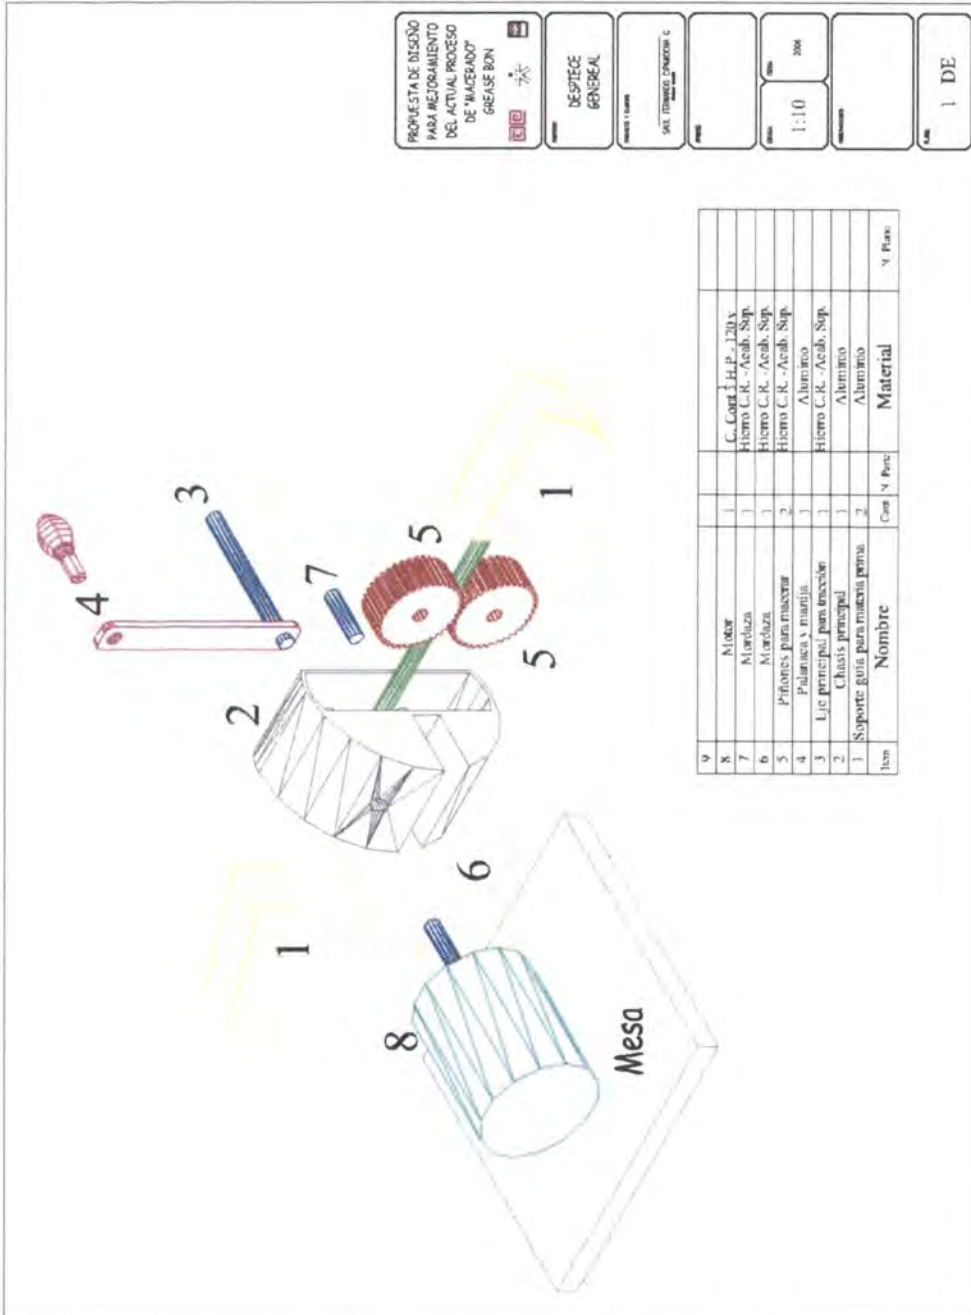 PROPUESTA DE DISEÑO
PARA MEJORAMIENTO
DEL ACTUAL PROCESO
DE "MACERADO"
GREASE BON
DESPIECE
GENEREAL
1:10
2006
1 DE
4
3
2
7
5
5
1
1
6
8
Mesa
9
8 Motor 1 C. Cont H.P - 120 v
7 Mordaza 1 Hierro C.R. -Acab. Sup.
6 Mordaza 1 Hierro C.R. -Acab. Sup.
5 Piñones para macerar 2 Hierro C.R. -Acab. Sup.
4 Palanaca y manija 1 Aluminio
3 Eje principal para tracción 1 Hierro C.R. -Acab. Sup.
2 Chasis principal 1 Aluminio
1 Soporte guia para materia prima 2 Aluminio
Item Nombre Cant N Parte Material N Plano